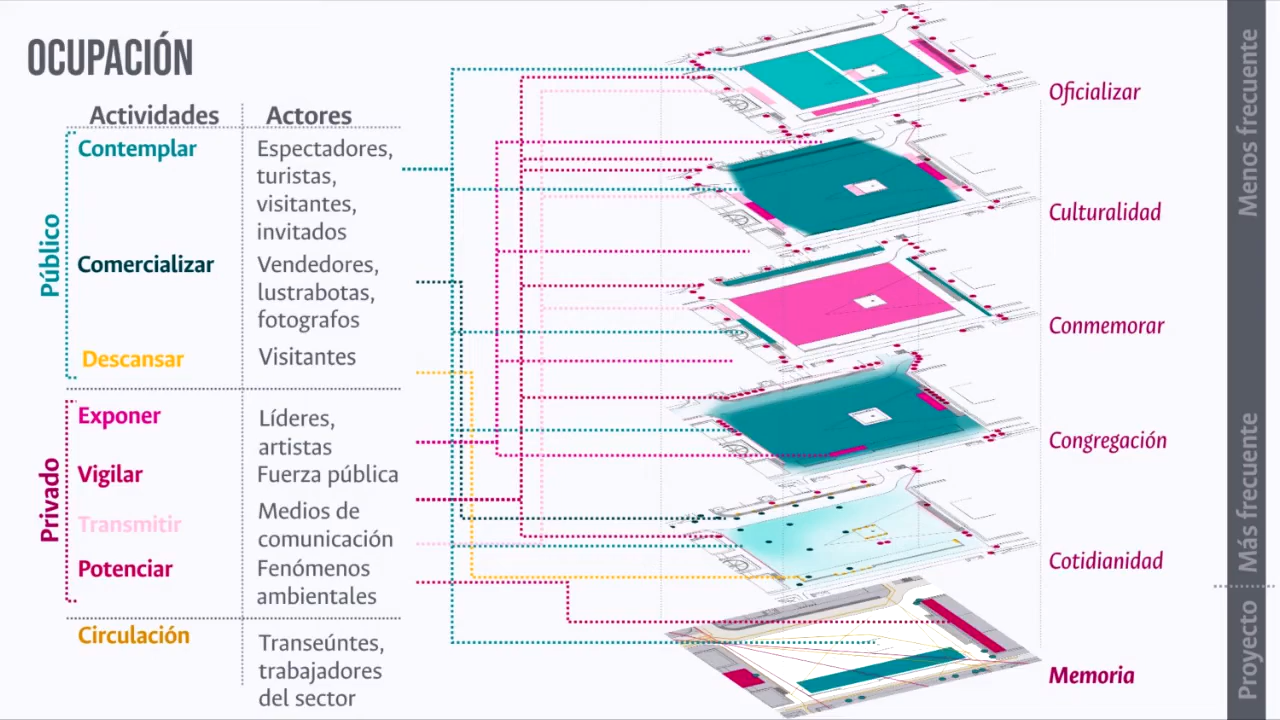 OCUPACIÓN
Actividades
Actores
Público
Contemplar
Espectadores,
turistas,
visitantes,
invitados
Comercializar
Vendedores,
lustrabotas,
fotografos
Descansar
Visitantes
Privado
Exponer
Líderes,
artistas
Vigilar
Fuerza pública
Transmitir
Medios de
comunicación
Potenciar
Fenómenos
ambientales
Circulación
Transeúntes,
trabajadores
del sector
Oficializar
Culturalidad
Conmemorar
Congregación
Cotidianidad
Memoria
Menos frecuente
Más frecuente
Proyecto